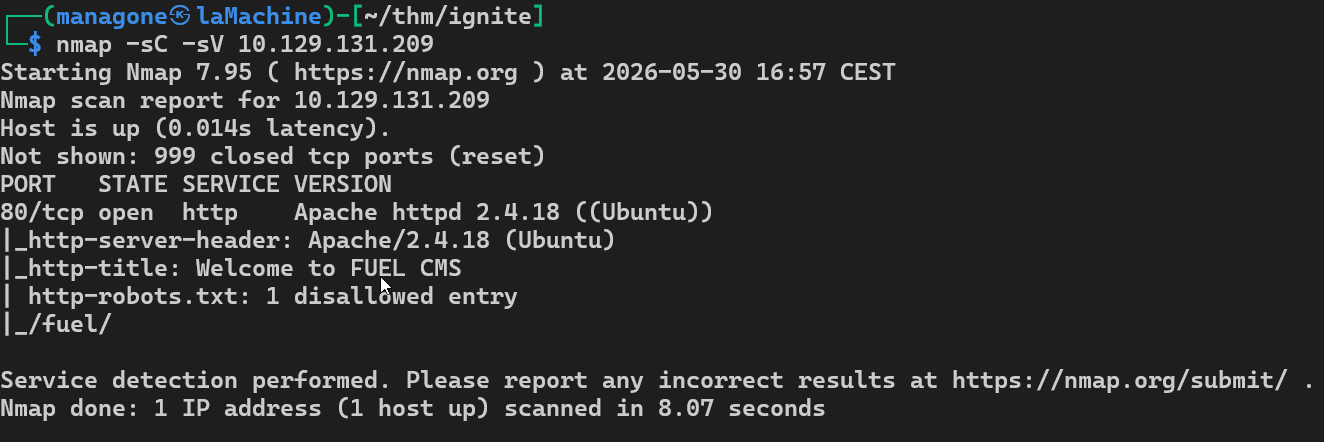 ┌──(managone㉿laMachine)-[~/thm/ignite]
└─$ nmap -sC -sV 10.129.131.209
Starting Nmap 7.95 ( https://nmap.org ) at 2026-05-30 16:57 CEST
Nmap scan report for 10.129.131.209
Host is up (0.014s latency).
Not shown: 999 closed tcp ports (reset)
PORT   STATE SERVICE VERSION
80/tcp open  http    Apache httpd 2.4.18 ((Ubuntu))
|_http-server-header: Apache/2.4.18 (Ubuntu)
|_http-title: Welcome to FUEL CMS
| http-robots.txt: 1 disallowed entry
|_/fuel/
Service detection performed. Please report any incorrect results at https://nmap.org/submit/ .
Nmap done: 1 IP address (1 host up) scanned in 8.07 seconds